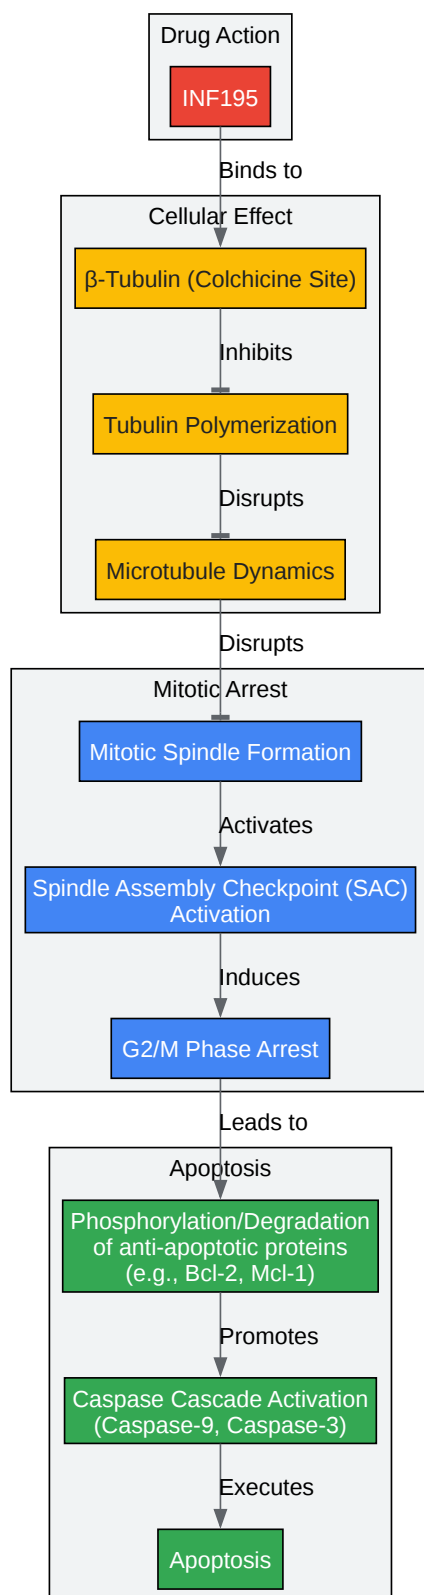 Drug Action
INF195
Binds to
Cellular Effect
β-Tubulin (Colchicine Site)
Inhibits
Tubulin Polymerization
Disrupts
Microtubule Dynamics
Disrupts
Mitotic Arrest
Mitotic Spindle Formation
Activates
Spindle Assembly Checkpoint (SAC)
Activation
Induces
G2/M Phase Arrest
Leads to
Apoptosis
Phosphorylation/Degradation
of anti-apoptotic proteins
(e.g., Bcl-2, Mcl-1)
Promotes
Caspase Cascade Activation
(Caspase-9, Caspase-3)
Executes
Apoptosis